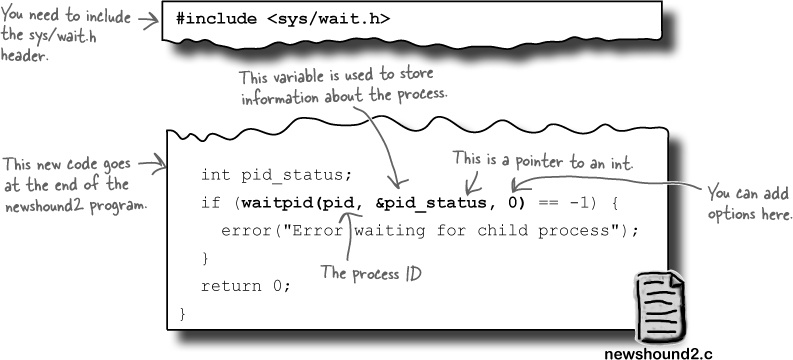 You need to include
the sys/wait.h
header.
#include <sys/wait.h>
This variable is used to store
information about the process.
This new code goes
at the end of the
newshound2 program.
This is a pointer to an int.
You can add
options here.
int pid_status;
if (waitpid(pid, &pid_status, 0) == -1) {
error("Error waiting for child process");
}
The process ID
return 0;
}
newshound2.c